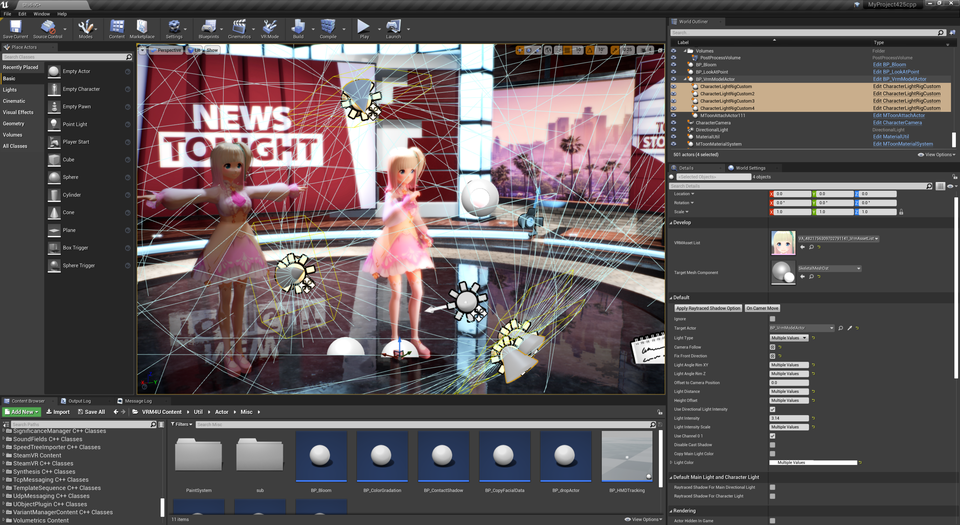 MyProject426cpp
File Edit Window Help
Save Current
Source Control
Modes
Content
Marketplace
Settings
Blueprints
Cinematics
VR Mode
Build
Compile
Play
Launch
Place Actors
Search Classes
Recently Placed
Basic
Lights
Cinematic
Visual Effects
Geometry
Volumes
All Classes
Empty Actor
Empty Character
Empty Pawn
Point Light
Player Start
Cube
Sphere
Cylinder
Cone
Plane
Box Trigger
Sphere Trigger
Perspective
Lit
Show
NEWS
TONIGHT
World Outliner
Search...
Label Type
Volumes Folder
PostProcessVolume PostProcessVolume
BP_Bloom Edit BP_Bloom
BP_LookAtPoint Edit BP_LookAtPoint
BP_VrmModelActor Edit BP_VrmModelActor
CharacterLightRigCustom Edit CharacterLightRigCustom
CharacterLightRigCustom2 Edit CharacterLightRigCustom
CharacterLightRigCustom3 Edit CharacterLightRigCustom
CharacterLightRigCustom4 Edit CharacterLightRigCustom
MToonAttachActor111 Edit MToonAttachActor
CharacterCamera Edit CharacterCamera
DirectionalLight DirectionalLight
MaterialUtil Edit MaterialUtil
MToonMaterialSystem Edit MToonMaterialSystem
501 actors (4 selected)
View Options
Details
World Settings
4 objects
Search Details
Location 0.0 0.0 0.0
Rotation 0.0 ° 0.0 ° 0.0 °
Scale 1.0 1.0 1.0
Develop
VRMAsset List
Target Mesh Component
Default
Apply Raytraced Shadow Option
On Camer Move
Ignore
Target Actor BP_VrmModelActor
Light Type Multiple Values
Camera Follow
Fix Front Direction
Light Angle Rim XY Multiple Values
Light Angle Rim Z Multiple Values
Offset to Camera Position 0.0
Light Distance Multiple Values
Height Offset Multiple Values
Use Directional Light Intensity
Light Intensity 3.14
Light Intensity Scale Multiple Values
Use Channel 0 1
Disable Cast Shadow
Copy Main Light Color
Light Color Multiple Values
Default Main Light and Character Light
Raytraced Shadow For Main Directional Light
Raytraced Shadow For Character Light
Rendering
Actor Hidden In Game
Content Browser
Output Log
Message Log
Add New
Import
Save All
VRM4U Content
Util
Actor
Misc
Search Paths
Filters
Search Misc
SignificanceManager C++ Classes
SoundFields C++ Classes
SpeedTreeImporter C++ Classes
SteamVR Content
SteamVR C++ Classes
Synthesis C++ Classes
TcpMessaging C++ Classes
TemplateSequence C++ Classes
UdpMessaging C++ Classes
UObjectPlugin C++ Classes
VariantManagerContent C++ Classes
Volumetrics Content
PaintSystem
sub
BP_Bloom
BP_ColorGradation
BP_ContactShadow
BP_CopyFacialData
BP_dropActor
BP_HMDTracking
11 items
View Options